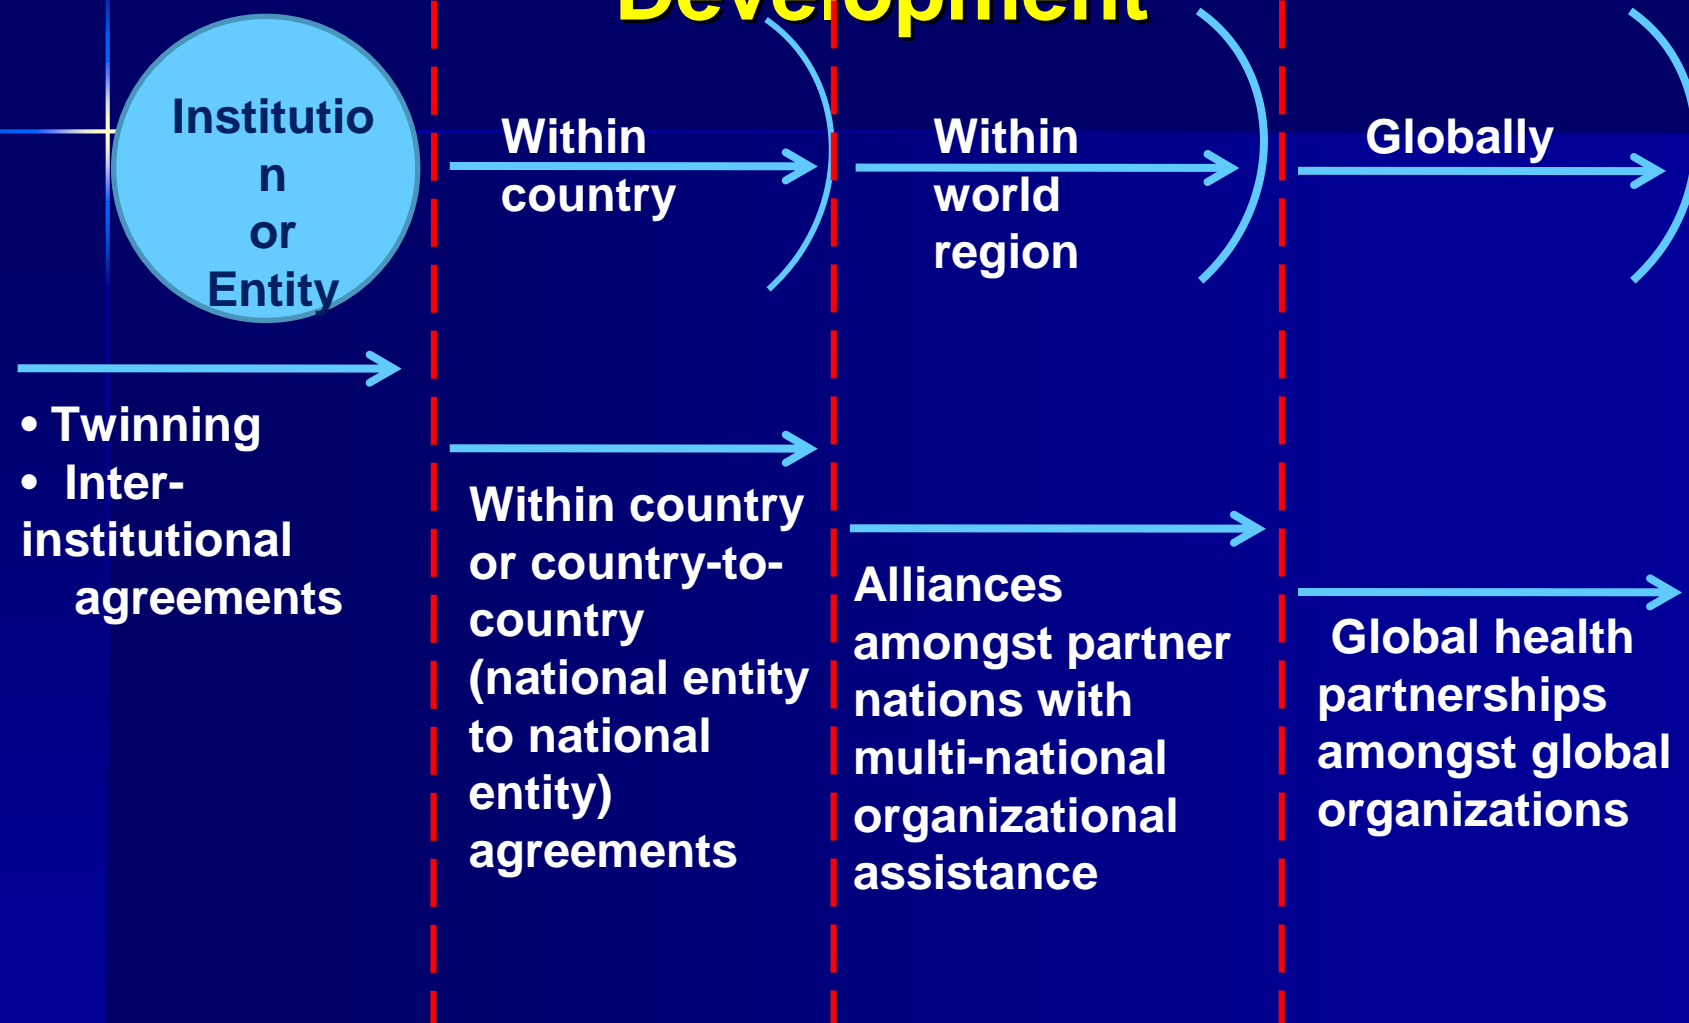 Development
Institutio
n
or
Entity
Within
country
Within
world
region
Globally
• Twinning
• Inter-
institutional
agreements
Within country
or country-to-
country
(national entity
to national
entity)
agreements
Alliances
amongst partner
nations with
multi-national
organizational
assistance
Global health
partnerships
amongst global
organizations